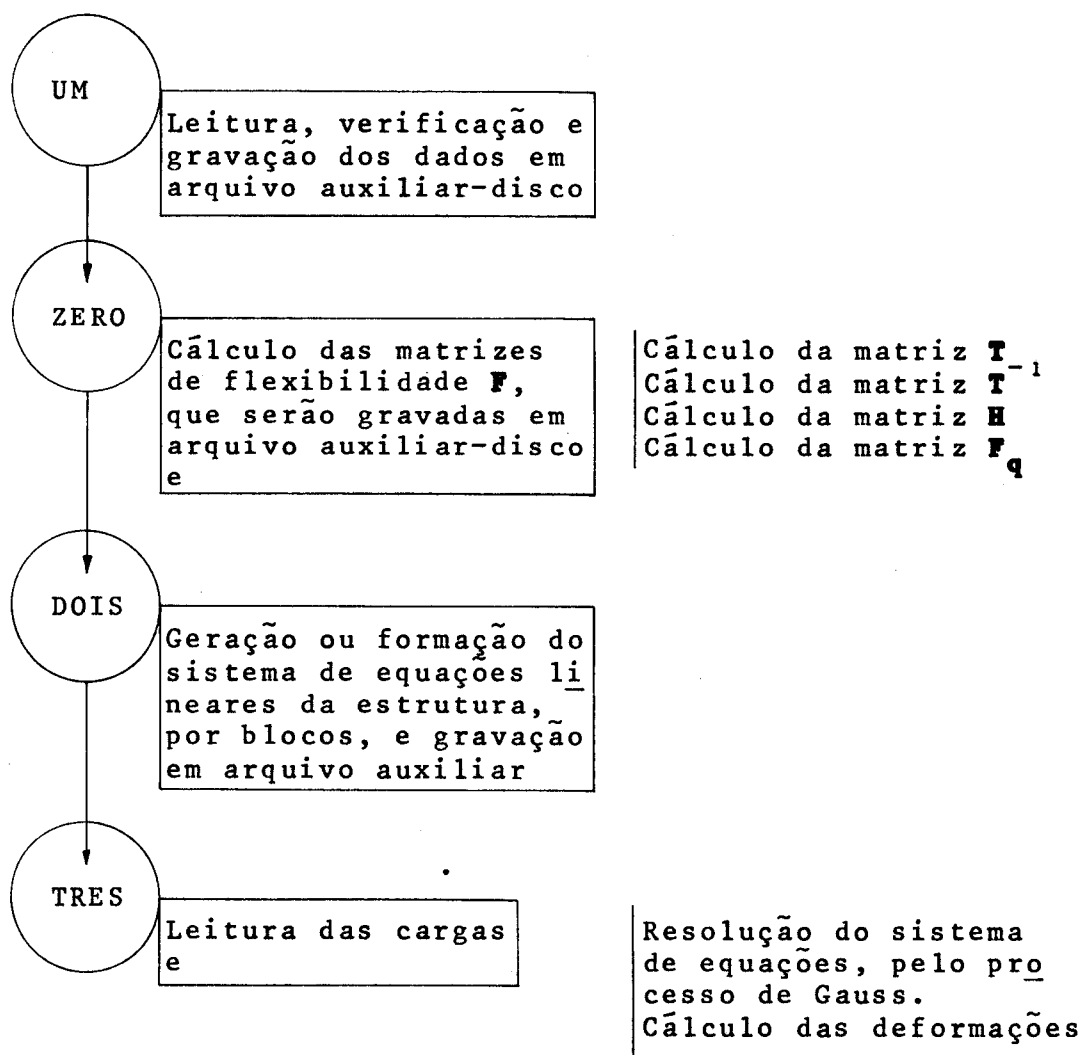 UM
Leitura, verificação e
gravação dos dados em
arquivo auxiliar-disco
ZERO
Cálculo das matrizes
de flexibilidade F,
que serão gravadas em
arquivo auxiliar-disco
e
Cálculo da matriz T
Cálculo da matriz T⁻¹
Cálculo da matriz H
Cálculo da matriz F_q
DOIS
Geração ou formação do
sistema de equações li
neares da estrutura,
por blocos, e gravação
em arquivo auxiliar
TRES
Leitura das cargas
e
Resolução do sistema
de equações, pelo pro
cesso de Gauss.
Cálculo das deformações